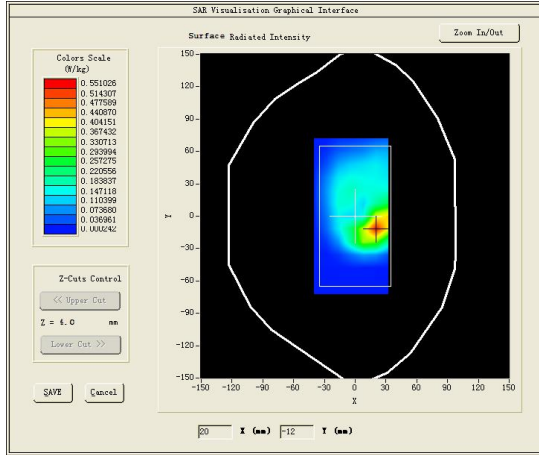 SAR Visualisation Graphical Interface
Surface Radiated Intensity
Zoom In/Out
Colors Scale
(W/kg)
0.551026
0.514307
0.477589
0.440870
0.404151
0.367432
0.330713
0.293994
0.257275
0.220556
0.183837
0.147118
0.110399
0.073680
0.036961
0.000242
Z-Cuts Control
<< Upper Cut
Z = 4.0 mm
Lower Cut >>
SAVE Cancel
150
120
90
60
30
0
-30
-60
-90
-120
-150
Y
-150 -120 -90 -60 -30 0 30 60 90 120 150
X
20 X (mm) -12 Y (mm)